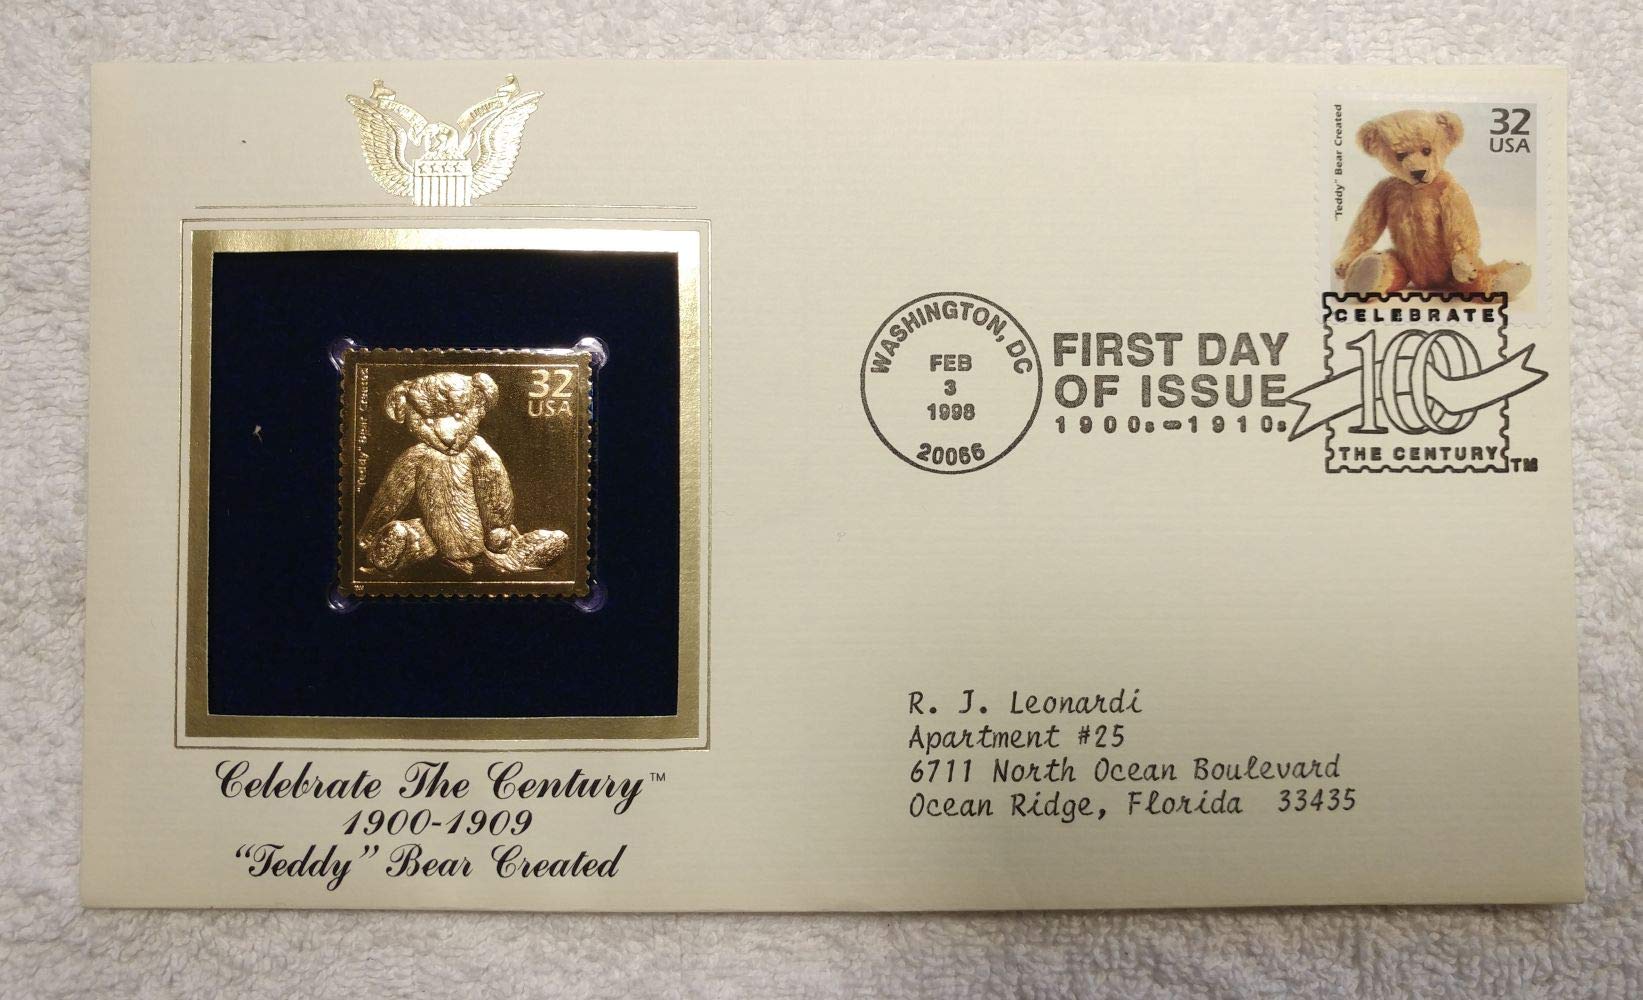 "Teddy" Bear Created
32
USA
"Teddy" Bear Created
32
USA
WASHINGTON, DC
FEB
3
1998
20066
FIRST DAY
OF ISSUE
1900s-1910s
CELEBRATE
100
THE CENTURY
TM
R. J. Leonardi
Apartment #25
6711 North Ocean Boulevard
Ocean Ridge, Florida 33435
Celebrate The Century™
1900-1909
"Teddy" Bear Created